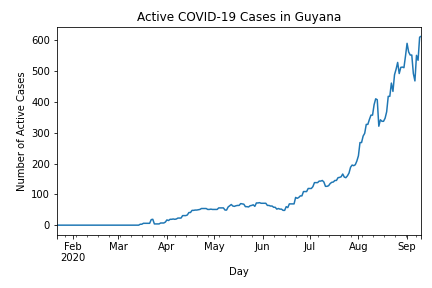 Active COVID-19 Cases in Guyana
Number of Active Cases
600
500
400
300
200
100
0
Feb
2020
Mar
Apr
May
Jun
Jul
Aug
Sep
Day